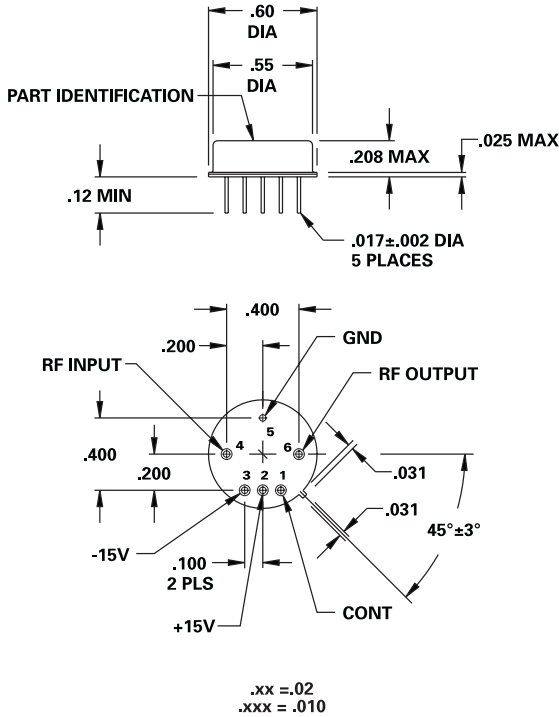 .60
DIA
.55
DIA
PART IDENTIFICATION
.025 MAX
.208 MAX
.12 MIN
.017±.002 DIA
5 PLACES
.400
.200
GND
RF INPUT
RF OUTPUT
5
4
6
.400
.200
.031
3 2 1
.031
45°±3°
-15V
.100
2 PLS
CONT
+15V
.xx =.02
.xxx = .010